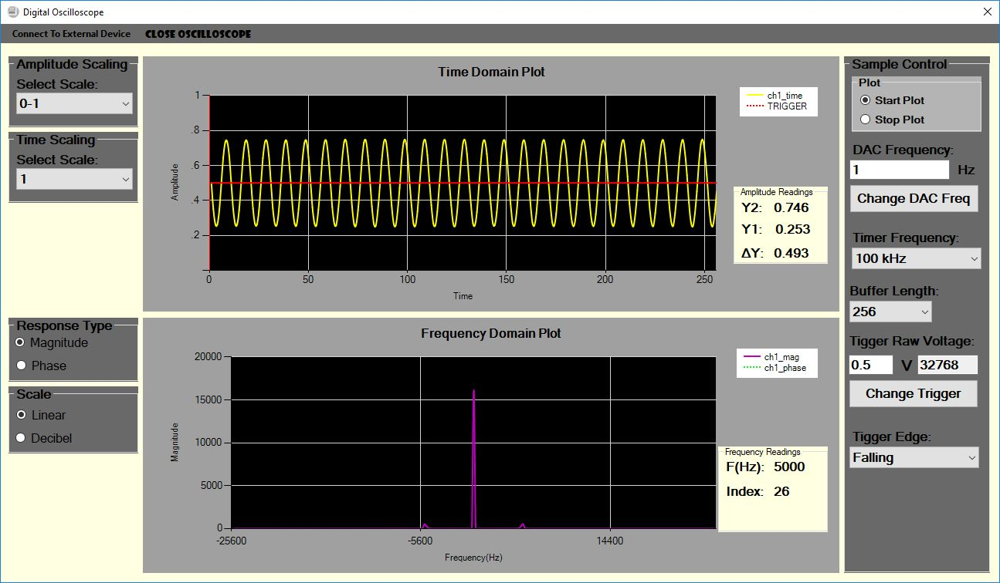 Digital Oscilloscope
Connect To External Device CLOSE OSCILLOSCOPE
Amplitude Scaling
Select Scale:
0-1
Time Scaling
Select Scale:
1
Time Domain Plot
Amplitude
1
.8
.6
.4
.2
0 50 100 150 200 250
Time
ch1_time
TRIGGER
Amplitude Readings
Y2: 0.746
Y1: 0.253
ΔY: 0.493
Response Type
Magnitude
Phase
Scale
Linear
Decibel
Frequency Domain Plot
Magnitude
20000
15000
10000
5000
0
-25600 -5600 14400
Frequency(Hz)
ch1_mag
ch1_phase
Frequency Readings
F(Hz): 5000
Index: 26
Sample Control
Plot
Start Plot
Stop Plot
DAC Frequency:
1 Hz
Change DAC Freq
Timer Frequency:
100 kHz
Buffer Length:
256
Tigger Raw Voltage:
0.5 V 32768
Change Trigger
Tigger Edge:
Falling